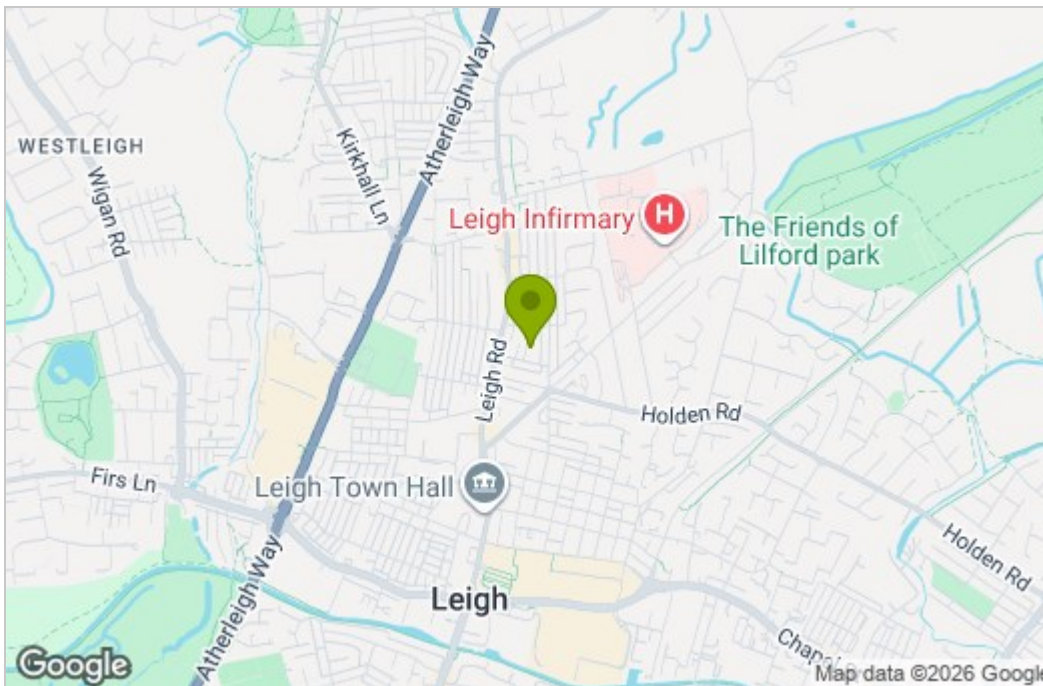 Atherleigh Way
WESTLEIGH
Kirkhall Ln
Wigan Rd
Leigh Infirmary
H
The Friends of
Lilford park
Leigh Rd
Holden Rd
Firs Ln
Leigh Town Hall
Holden Rd
Atherleigh Way
Leigh
Google
Map data ©2026 Google